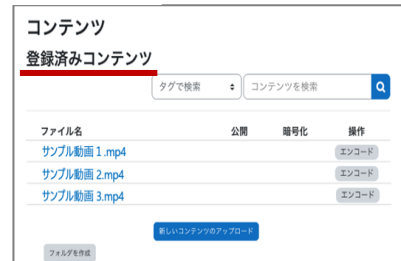 コンテンツ
登録済みコンテンツ
タグで検索 コンテンツを検索
ファイル名 公開 暗号化 操作
サンプル動画 1 .mp4 エンコード
サンプル動画 2.mp4 エンコード
サンプル動画 3.mp4 エンコード
新しいコンテンツのアップロード
フォルダを作成